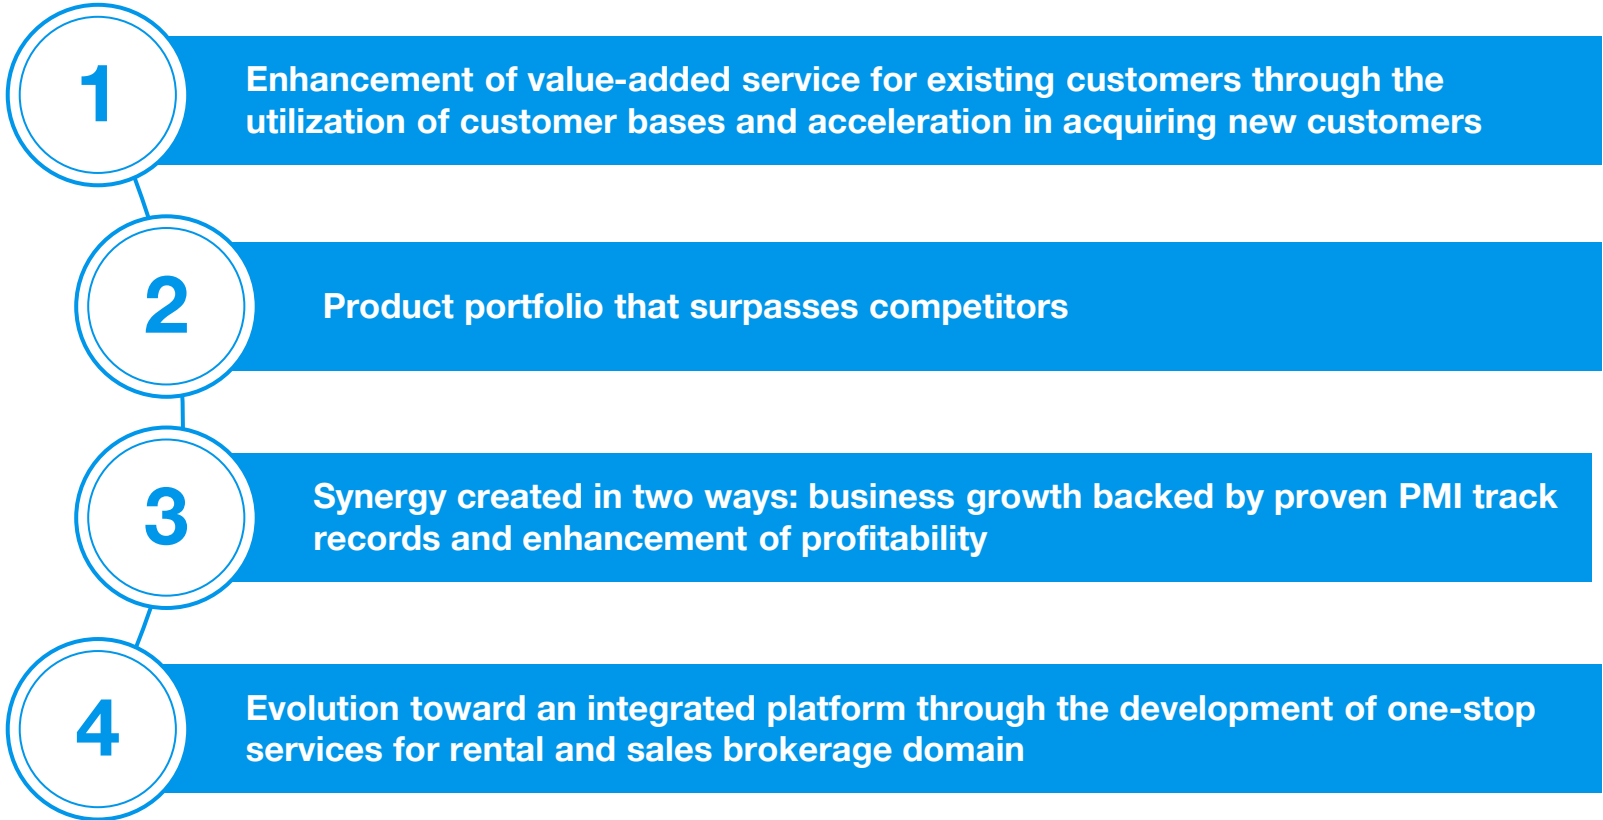 1
Enhancement of value-added service for existing customers through the
utilization of customer bases and acceleration in acquiring new customers
2
Product portfolio that surpasses competitors
3
Synergy created in two ways: business growth backed by proven PMI track
records and enhancement of profitability
4
Evolution toward an integrated platform through the development of one-stop
services for rental and sales brokerage domain